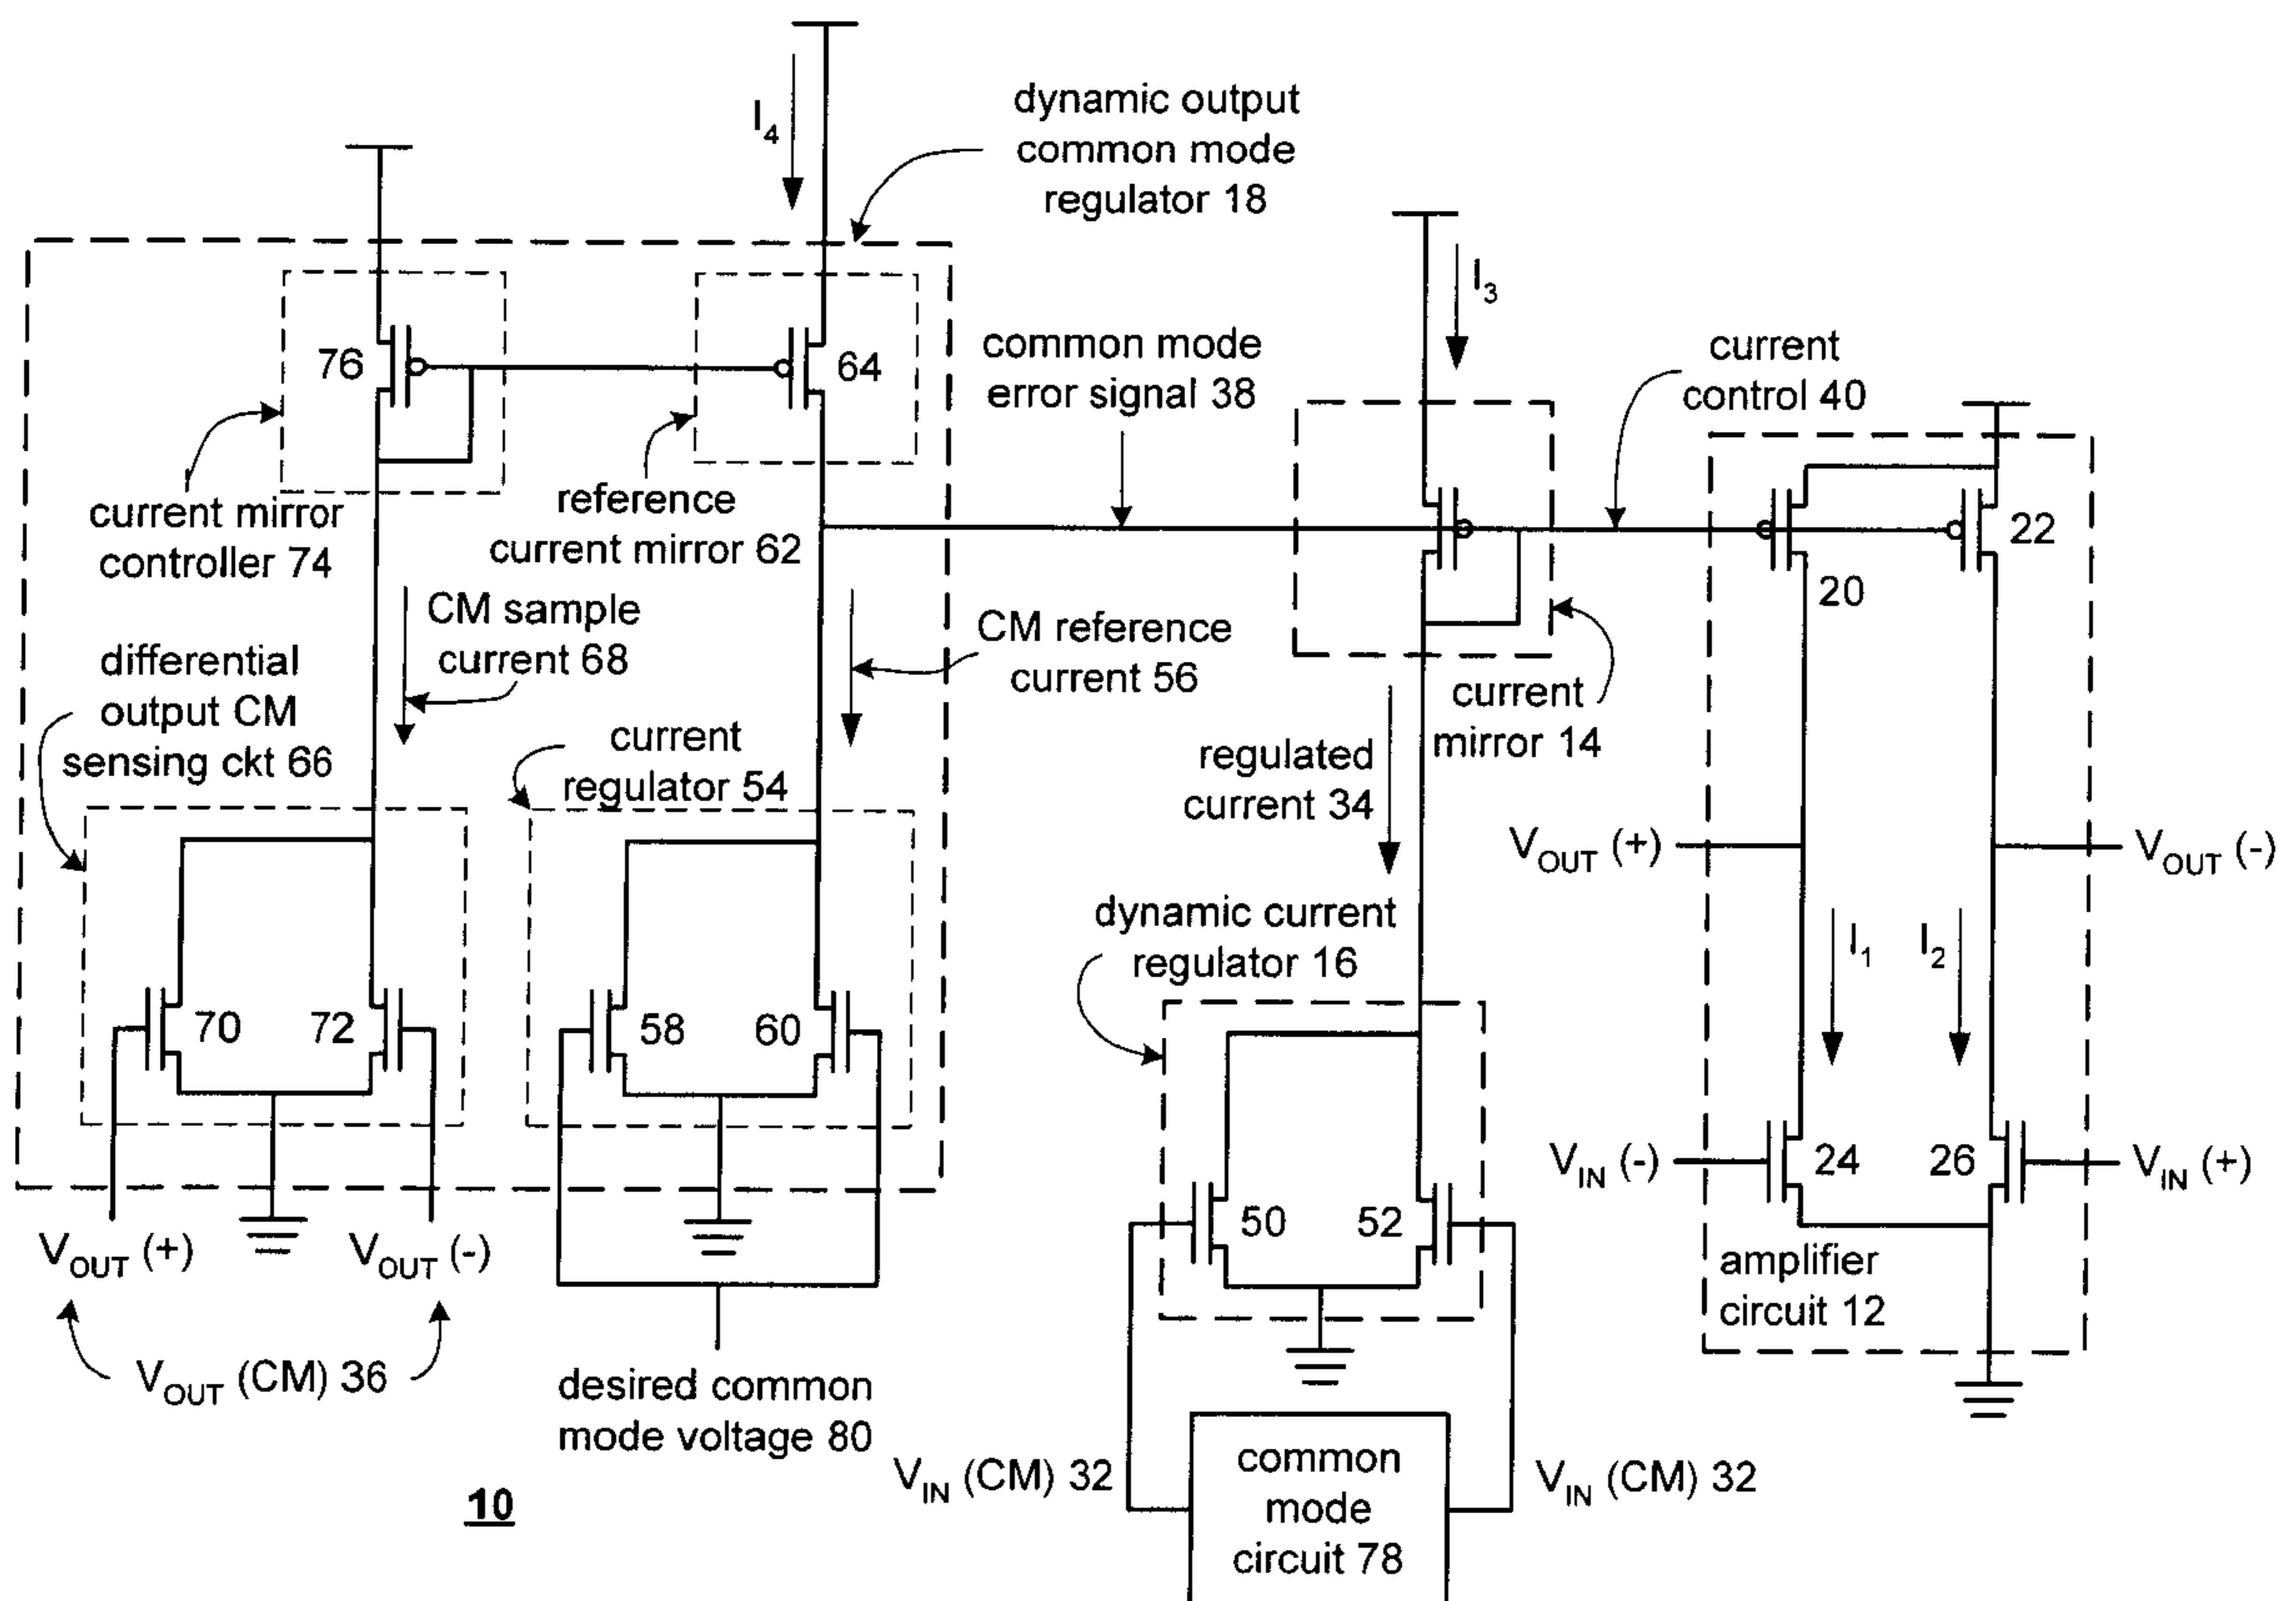 I4
dynamic output
common mode
regulator 18
I3
76
64
common mode
error signal 38
current
control 40
current mirror
controller 74
reference
current mirror 62
22
20
CM sample
current 68
CM reference
current 56
differential
output CM
sensing ckt 66
current
regulator 54
regulated
current 34
current
mirror 14
VOUT (+)
VOUT (-)
dynamic current
regulator 16
I1
I2
70
72
58
60
VIN (-)
24
26
VIN (+)
50
52
VOUT (+)
VOUT (-)
amplifier
circuit 12
VOUT (CM) 36
desired common
mode voltage 80
VIN (CM) 32
common
mode
circuit 78
VIN (CM) 32
10